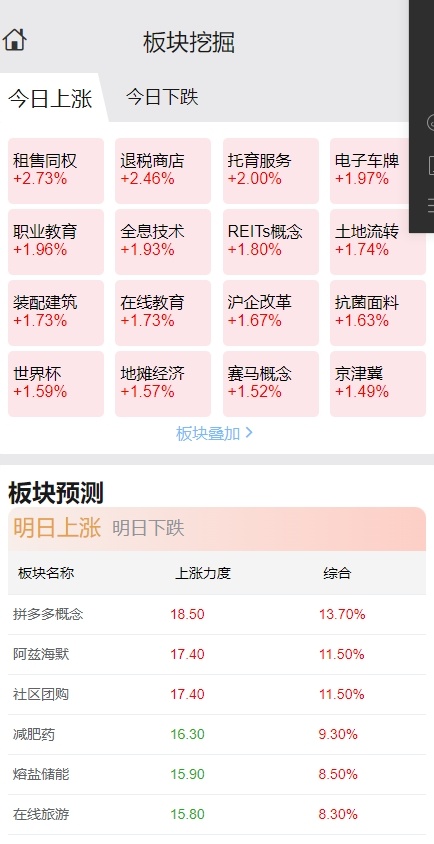 板块挖掘
今日上涨 今日下跌
租售同权 退税商店 托育服务 电子车牌
+2.73% +2.46% +2.00% +1.97%
职业教育 全息技术 REITs概念 土地流转
+1.96% +1.93% +1.80% +1.74%
装配建筑 在线教育 沪企改革 抗菌面料
+1.73% +1.73% +1.67% +1.63%
世界杯 地摊经济 赛马概念 京津冀
+1.59% +1.57% +1.52% +1.49%
板块叠加
板块预测
明日上涨 明日下跌
板块名称 上涨力度 综合
拼多多概念 18.50 13.70%
阿兹海默 17.40 11.50%
社区团购 17.40 11.50%
减肥药 16.30 9.30%
熔盐储能 15.90 8.50%
在线旅游 15.80 8.30%